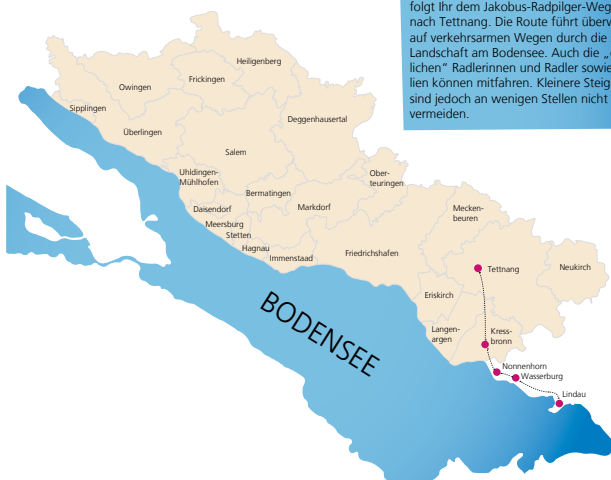 folgt Ihr dem Jakobus-Radpilger-Weg
nach Tettnang. Die Route führt
auf verkehrsarmen Wegen durch die
Landschaft am Bodensee. Auch die
lichen“ Radlerinnen und Radler sowie
können mitfahren. Kleinere
sind jedoch an wenigen Stellen nicht
vermeiden.
Heiligenberg
Frickingen
Owingen
Sipplingen
Deggenhausertal
Überlingen
Salem
Uhldingen-
Mühlhofen
Ober-
teuringen
Bermatingen
Daisendorf
Markdorf
Meersburg
Stetten
Hagnau
Immenstaad
Friedrichshafen
Mecken-
beuren
Tettnang
Neukirch
Eriskirch
Langen-
argen
Kress-
bronn
BODENSEE
Nonnenhorn
Wasserburg
Lindau